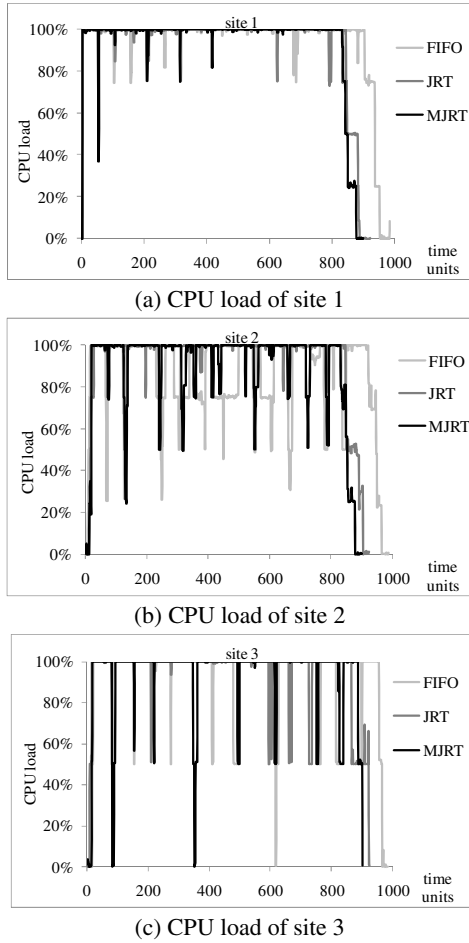 site 1
100%
80%
60%
40%
20%
0%
CPU load
0
200
400
600
800
1000
time
units
FIFO
JRT
MJRT
(a) CPU load of site 1
site 2
100%
80%
60%
40%
20%
0%
CPU load
0
200
400
600
800
1000
time
units
FIFO
JRT
MJRT
(b) CPU load of site 2
site 3
100%
80%
60%
40%
20%
0%
CPU load
0
200
400
600
800
1000
time
units
FIFO
JRT
MJRT
(c) CPU load of site 3